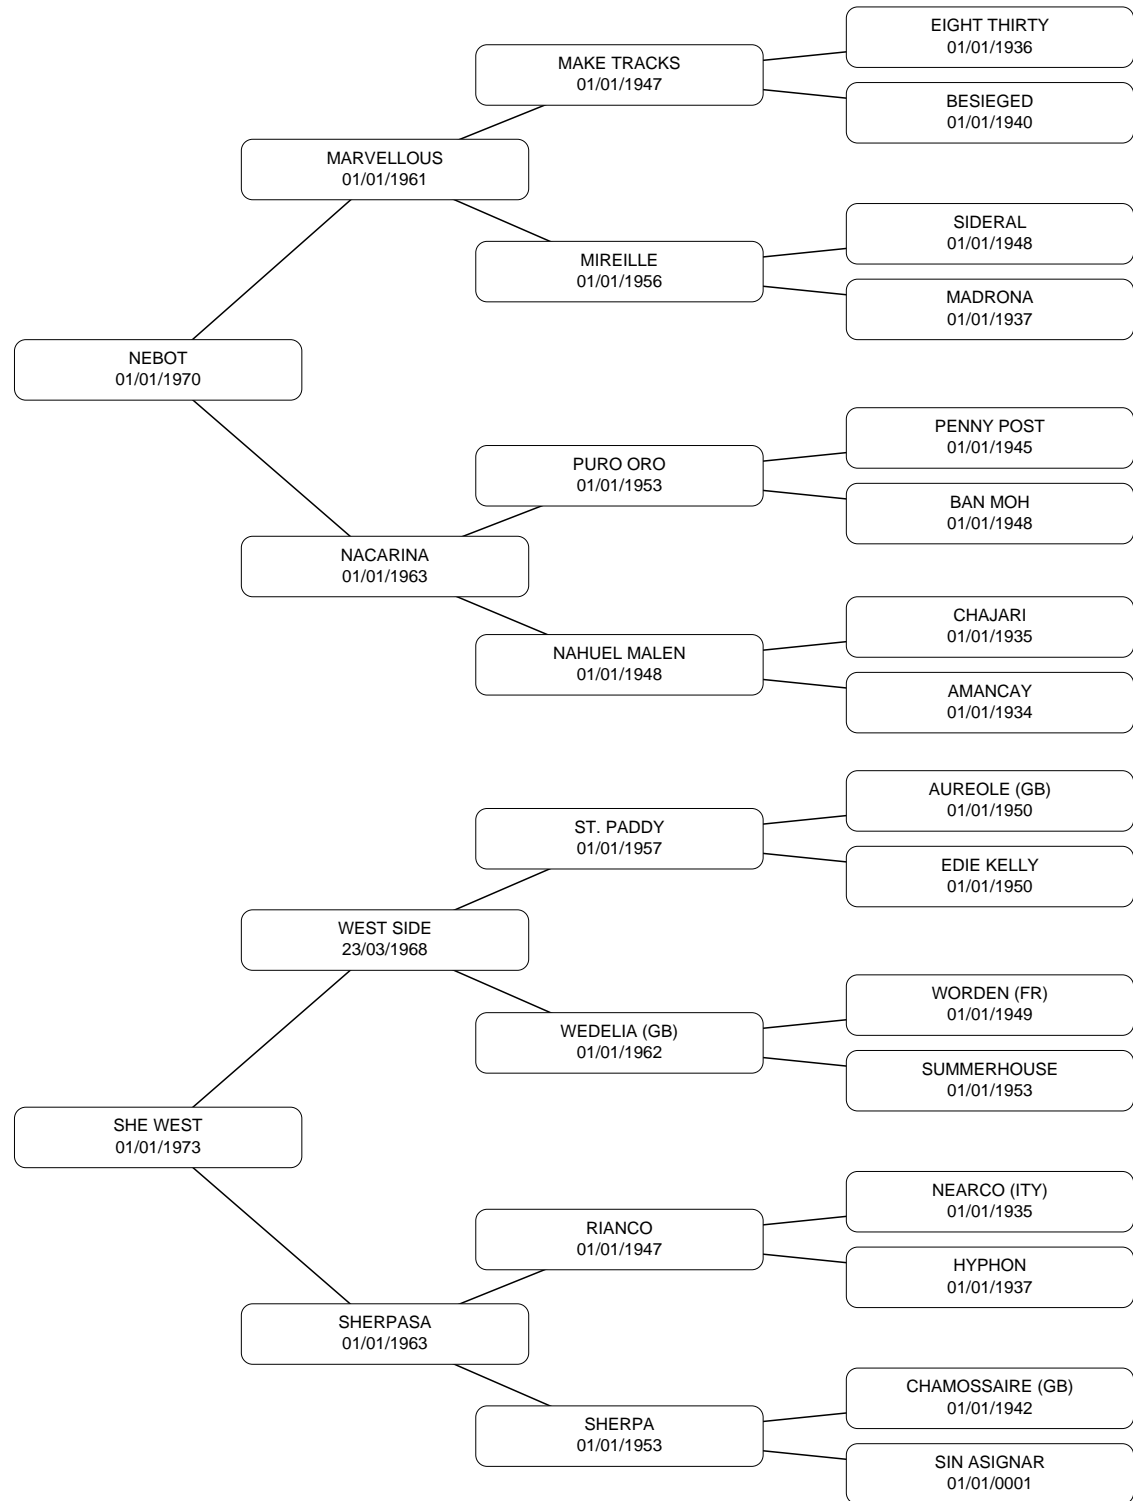 EIGHT THIRTY
01/01/1936
MAKE TRACKS
01/01/1947
BESIEGED
01/01/1940
MARVELLOUS
01/01/1961
SIDERAL
01/01/1948
MIREILLE
01/01/1956
MADRONA
01/01/1937
NEBOT
01/01/1970
PENNY POST
01/01/1945
PURO ORO
01/01/1953
BAN MOH
01/01/1948
NACARINA
01/01/1963
CHAJARI
01/01/1935
NAHUEL MALEN
01/01/1948
AMANCAY
01/01/1934
AUREOLE (GB)
01/01/1950
ST. PADDY
01/01/1957
EDIE KELLY
01/01/1950
WEST SIDE
23/03/1968
WORDEN (FR)
01/01/1949
WEDELIA (GB)
01/01/1962
SUMMERHOUSE
01/01/1953
SHE WEST
01/01/1973
NEARCO (ITY)
01/01/1935
RIANCO
01/01/1947
HYPHON
01/01/1937
SHERPASA
01/01/1963
CHAMOSSAIRE (GB)
01/01/1942
SHERPA
01/01/1953
SIN ASIGNAR
01/01/0001